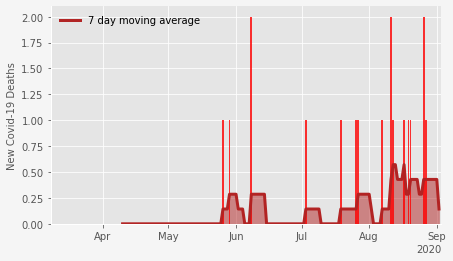 7 day moving average
New Covid-19 Deaths
2.00
1.75
1.50
1.25
1.00
0.75
0.50
0.25
0.00
Apr
May
Jun
Jul
Aug
Sep
2020